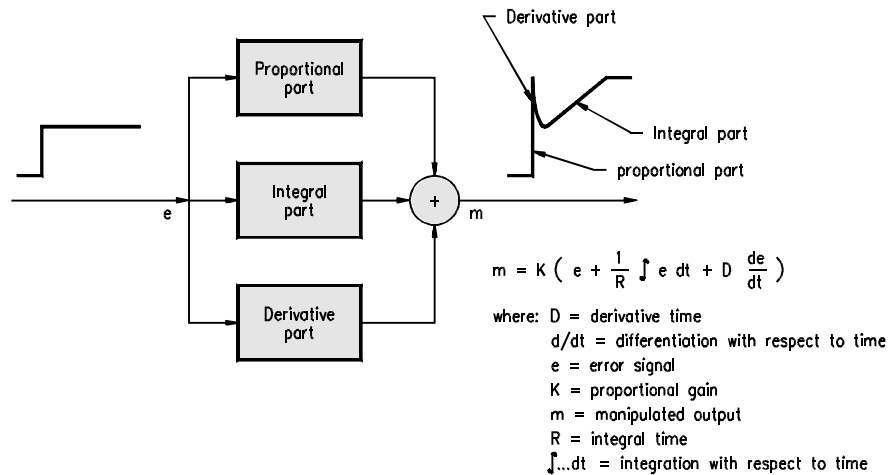 Derivative part
Proportional
part
Integral part
proportional part
Integral
part
+
e
m
Derivative
part
m = K ( e + 1/R ∫ e dt + D de/dt )
where: D = derivative time
d/dt = differentiation with respect to time
e = error signal
K = proportional gain
m = manipulated output
R = integral time
∫...dt = integration with respect to time